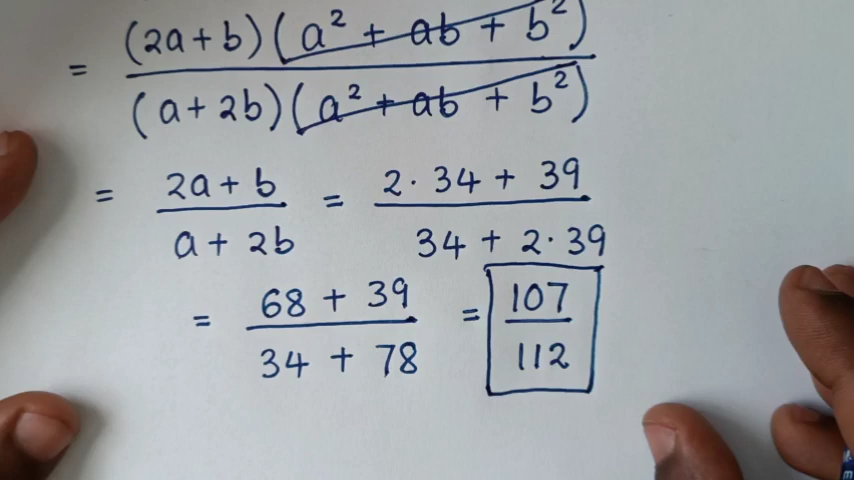 = (2a + b)(a² + ab + b²) / (a + 2b)(a² + ab + b²)
= 2a + b / a + 2b = 2·34 + 39 / 34 + 2·39
= 68 + 39 / 34 + 78 = 107 / 112